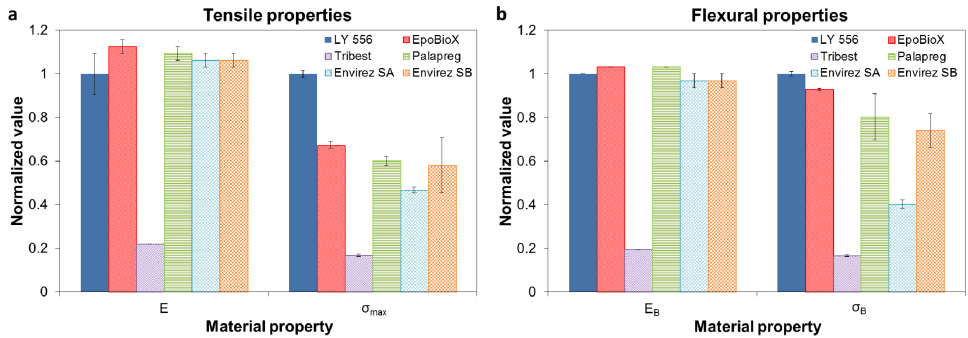 a
Tensile properties
LY 556
EpoBioX
Tribest
Palapreg
Envirez SA
Envirez SB
Normalized value
1.2
1
0.8
0.6
0.4
0.2
0
E
σmax
Material property
b
Flexural properties
LY 556
EpoBioX
Tribest
Palapreg
Envirez SA
Envirez SB
Normalized value
1.2
1
0.8
0.6
0.4
0.2
0
EB
σB
Material property